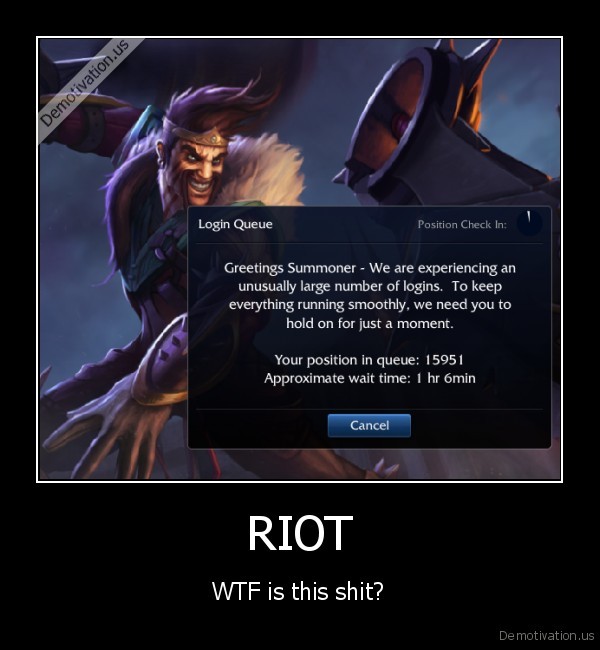 Demotivation.us
Login Queue
Position Check In:
Greetings Summoner - We are experiencing an
unusually large number of logins.  To keep
everything running smoothly, we need you to
hold on for just a moment.
Your position in queue: 15951
Approximate wait time: 1 hr 6min
Cancel
RIOT
WTF is this shit?
Demotivation.us